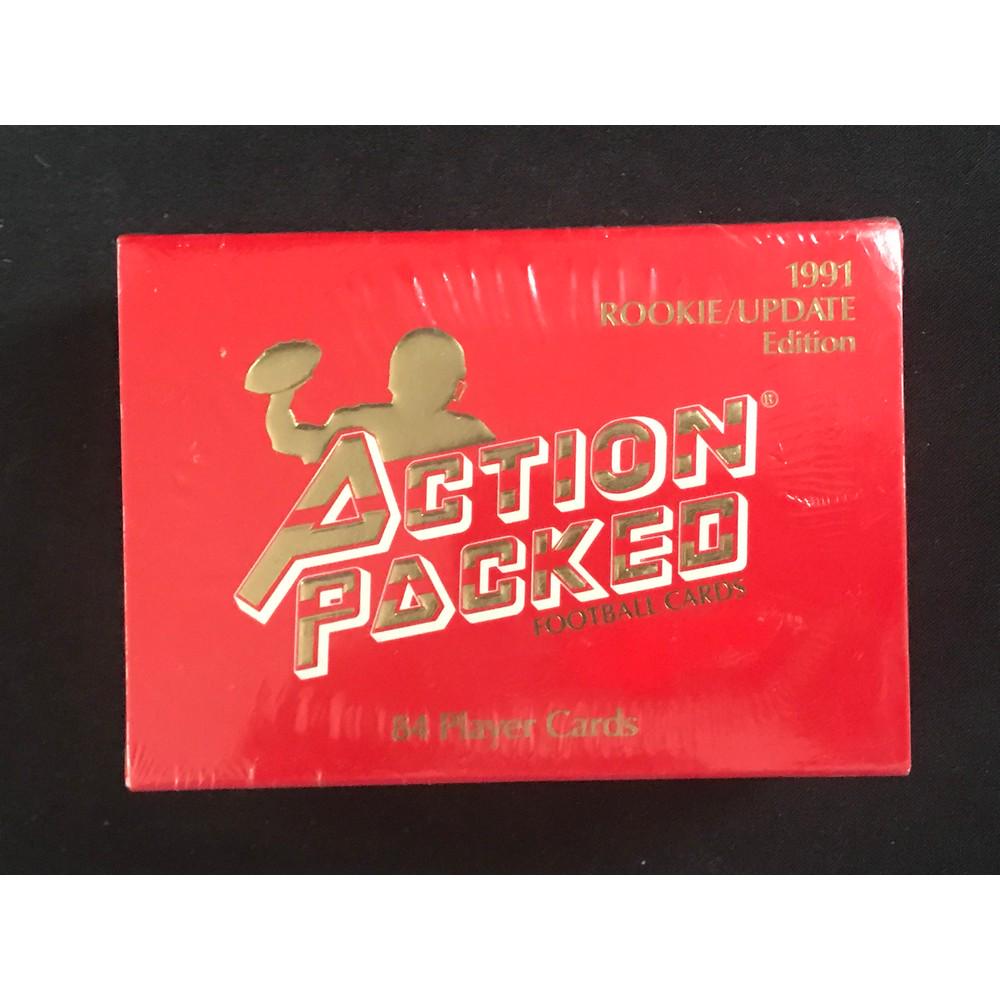 1991
ROOKIE/UPDATE
Edition
ACTION®
PACKED
FOOTBALL CARDS
84 Player Cards